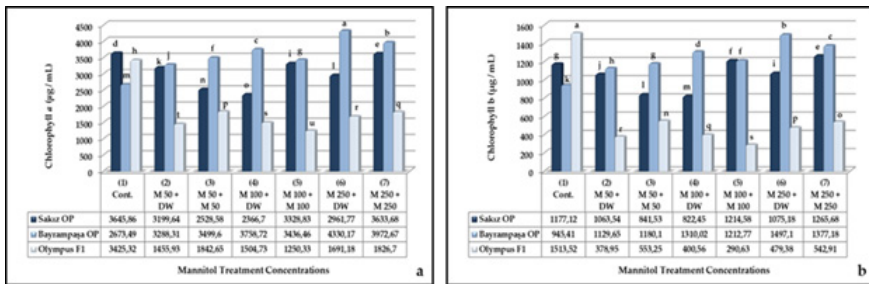 4500
4000
3500
3000
2500
2000
1500
1000
500
0
Chlorophyll a (µg / mL)
d m h k j l n f p o c s i g u l a r e b q
(1) (2) (3) (4) (5) (6) (7)
Cont. M 50 + DW M 50 + M 50 M 100 + DW M 100 + M 100 M 250 + DW M 250 + M 250
Sakız OP 3645,86 3199,64 2528,58 2366,7 3328,83 2961,77 3633,68
Bayrampaşa OP 2673,49 3288,31 3499,6 3758,72 3436,46 4330,17 3972,67
Olympus F1 3425,32 1455,93 1842,65 1504,73 1250,33 1691,18 1826,7
Mannitol Treatment Concentrations
a
1600
1400
1200
1000
800
600
400
200
0
Chlorophyll b (µg / mL)
g k a j h r l g n m d q f f s i b p e c o
(1) (2) (3) (4) (5) (6) (7)
Cont. M 50 + DW M 50 + M 50 M 100 + DW M 100 + M 100 M 250 + DW M 250 + M 250
Sakız OP 1177,12 1063,54 841,53 822,45 1214,58 1075,18 1265,68
Bayrampaşa OP 945,41 1129,65 1180,1 1310,02 1212,77 1497,1 1377,18
Olympus F1 1513,52 378,95 553,25 400,56 290,63 479,38 542,91
Mannitol Treatment Concentrations
b